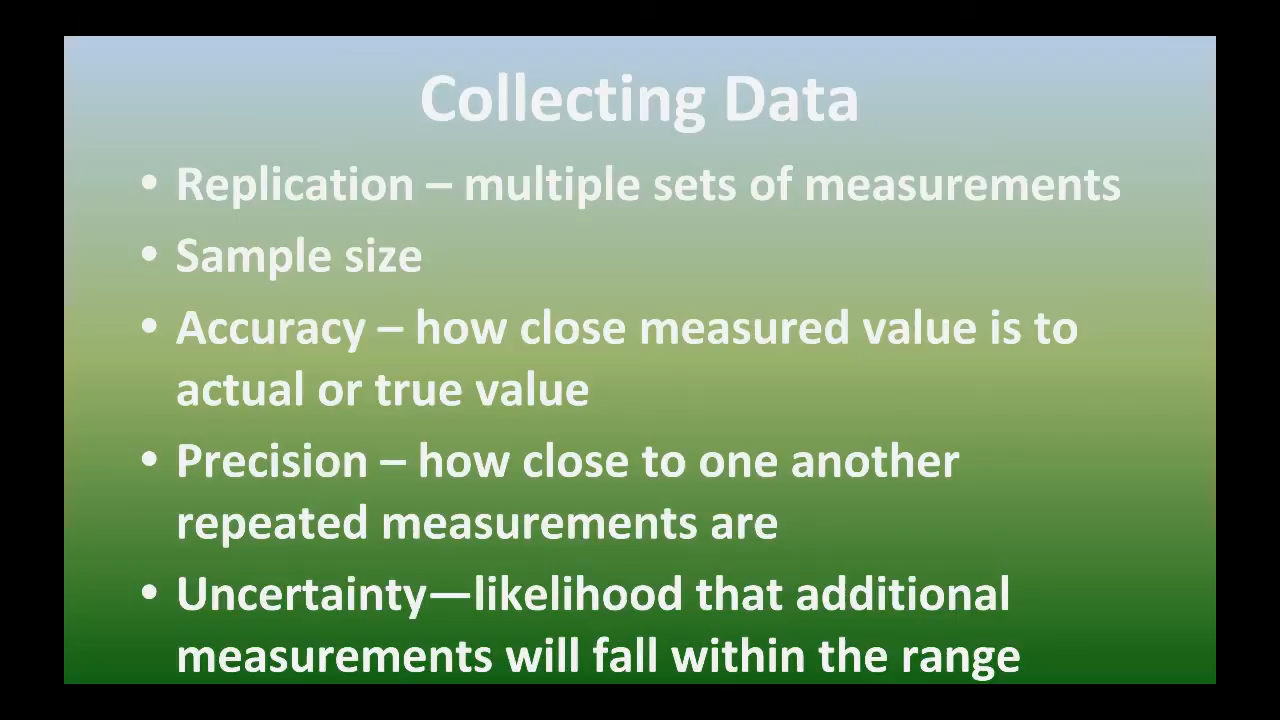 Collecting Data
• Replication – multiple sets of measurements
• Sample size
• Accuracy – how close measured value is to
actual or true value
• Precision – how close to one another
repeated measurements are
• Uncertainty—likelihood that additional
measurements will fall within the range